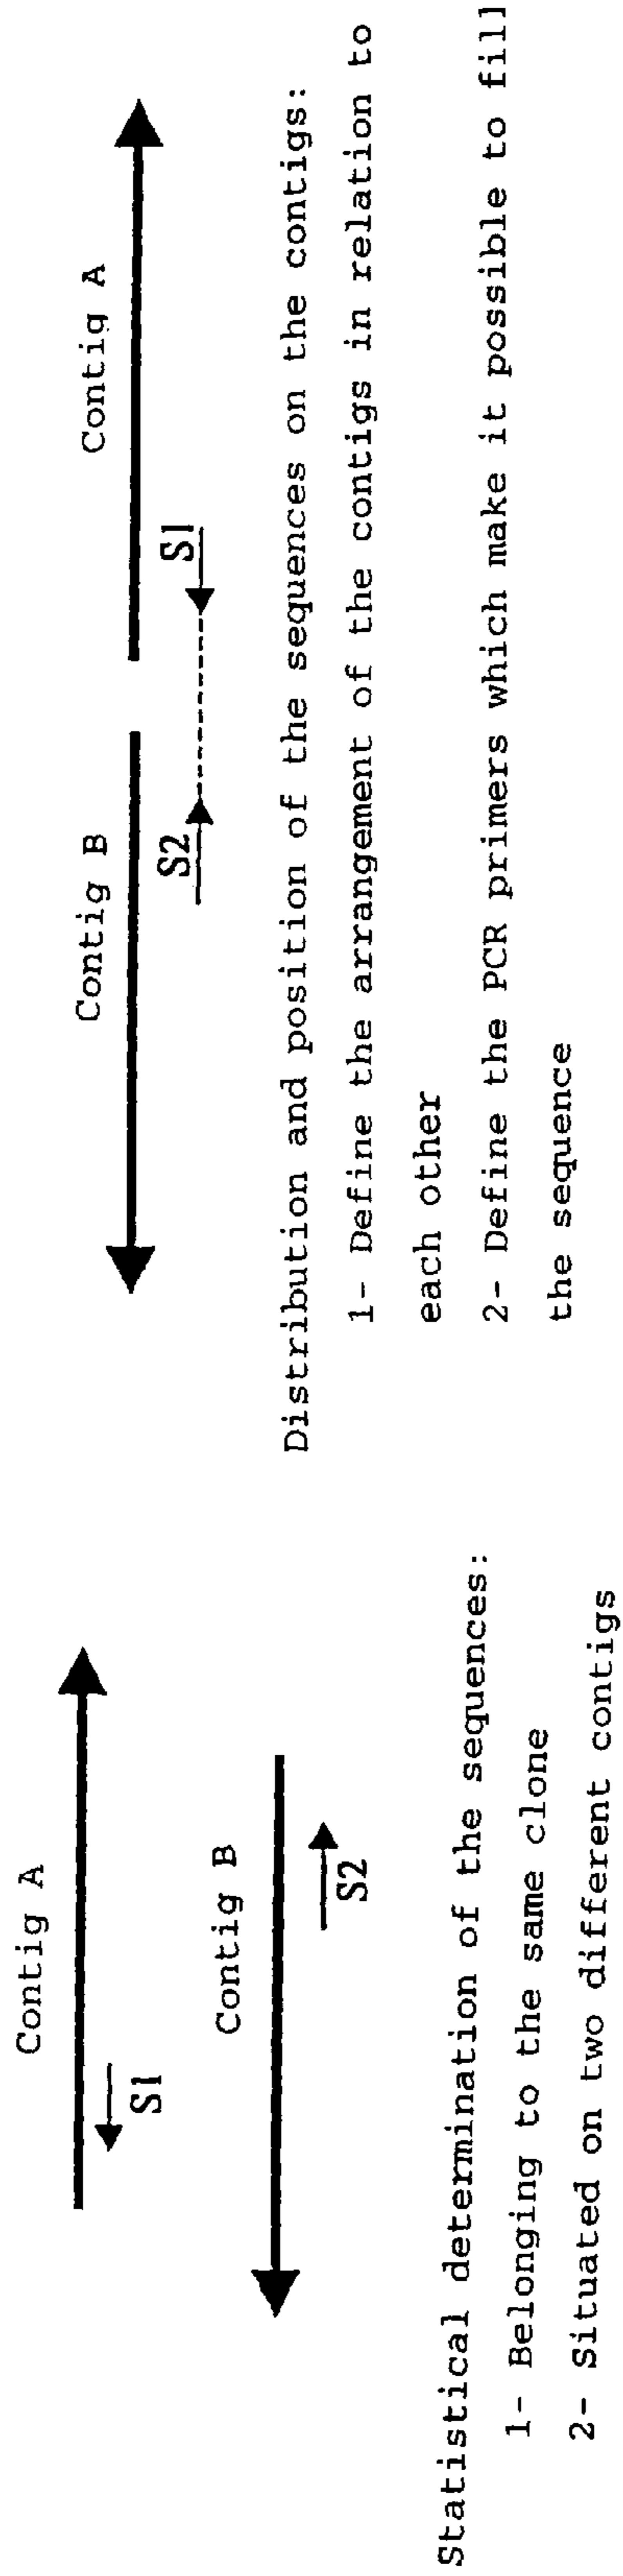 Contig A
S1
Contig B
S2
Statistical determination of the sequences:
1- Belonging to the same clone
2- Situated on two different contigs
Contig B
Contig A
S2
S1
Distribution and position of the sequences on the contigs:
1- Define the arrangement of the contigs in relation to
each other
2- Define the PCR primers which make it possible to fill
the sequence